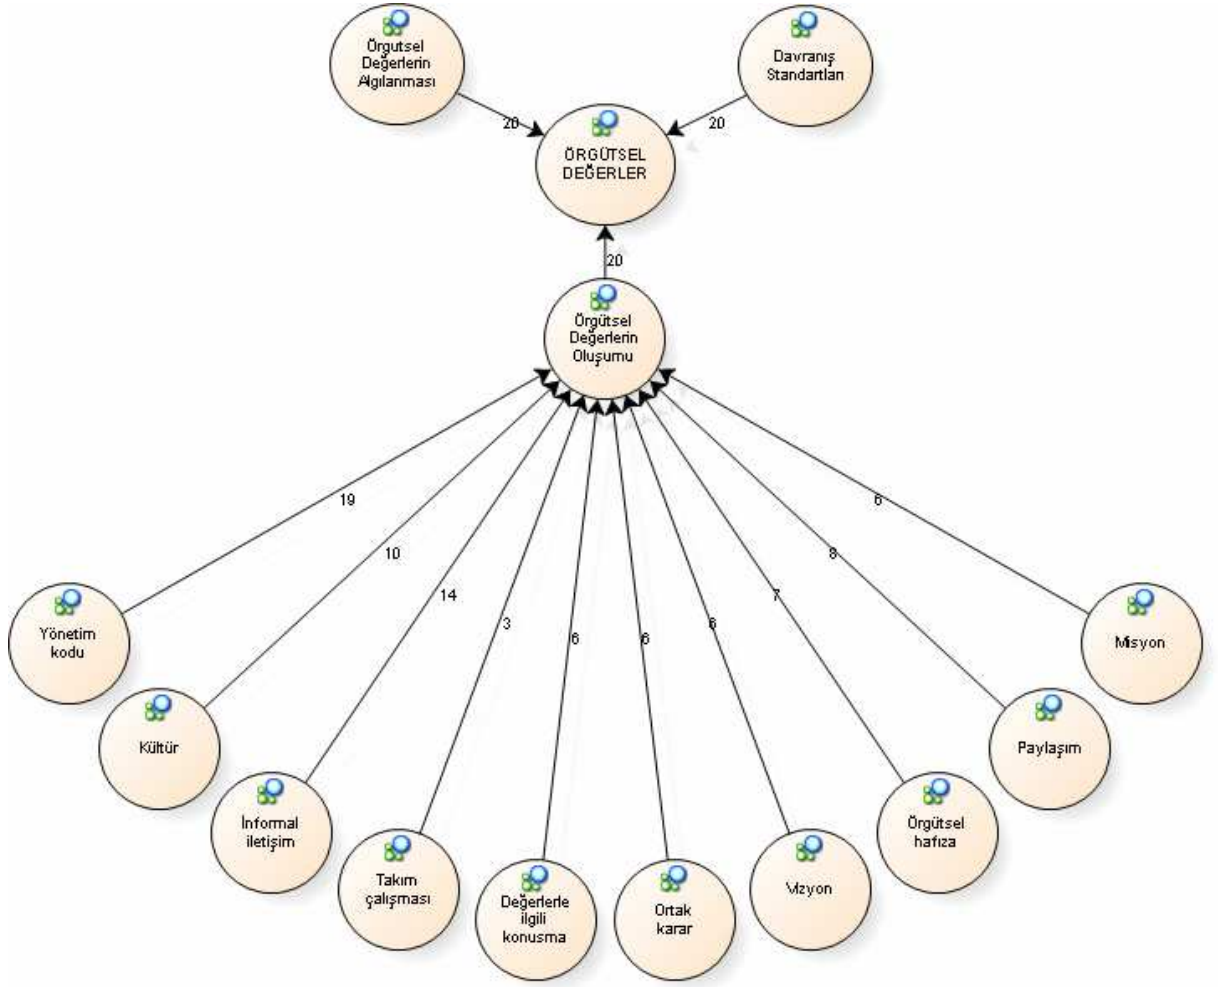 Örgutsel
Değerlerin
Algılanması
Davranış
Standartları
20
20
ÖRGÜTSEL
DEĞERLER
20
Örgütsel
Değerlerin
Oluşumu
19
10
14
3
6
6
6
7
8
6
Yönetim
kodu
Kültür
İnformal
iletişim
Takım
çalışması
Değerlerle
ilgili
konusma
Ortak
karar
Vizyon
Örgütsel
hafıza
Paylaşım
Misyon